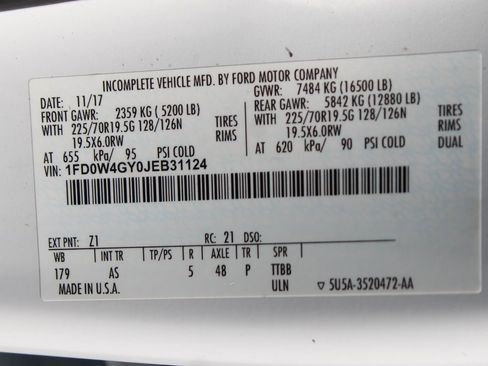 INCOMPLETE VEHICLE MFD. BY FORD MOTOR COMPANY
DATE: 11/17 GVWR: 7484 KG (16500 LB)
FRONT GAWR: 2359 KG ( 5200 LB) REAR GAWR: 5842 KG (12880 LB)
WITH 225/70R19.5G 128/126N TIRES WITH 225/70R19.5G 128/126N TIRES
19.5X6.0RW RIMS 19.5X6.0RW RIMS
AT 655 kPa/ 95 PSI COLD AT 620 kPa/ 90 PSI COLD DUAL
VIN: 1FD0W4GY0JEB31124
EXT PNT: Z1 RC: 21 DSO:
WB INT TR TP/PS R AXLE TR SPR
179 AS 5 48 P TTBB
MADE IN U.S.A. ULN ▽ 5U5A-3520472-AA